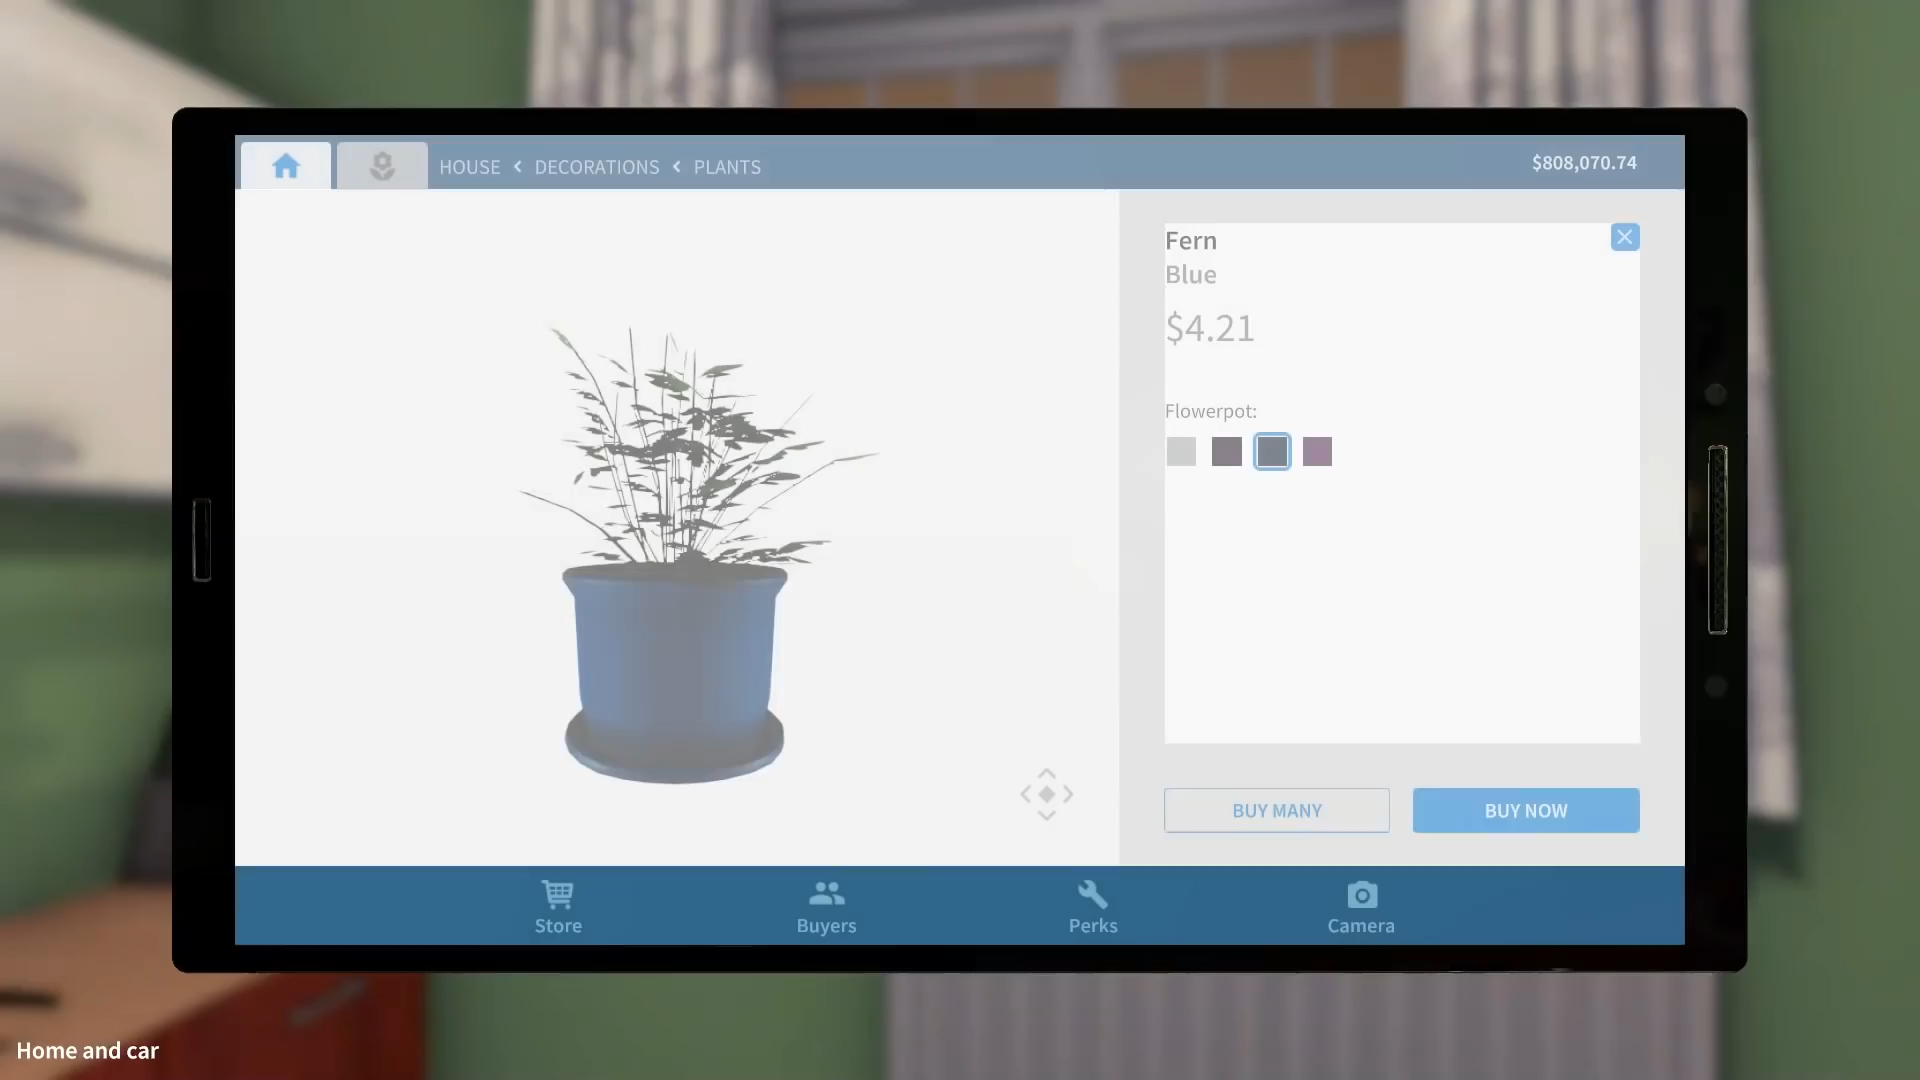 HOUSE < DECORATIONS < PLANTS
$808,070.74
Fern
Blue
$4.21
Flowerpot:
BUY MANY
BUY NOW
Store
Buyers
Perks
Camera
Home and car